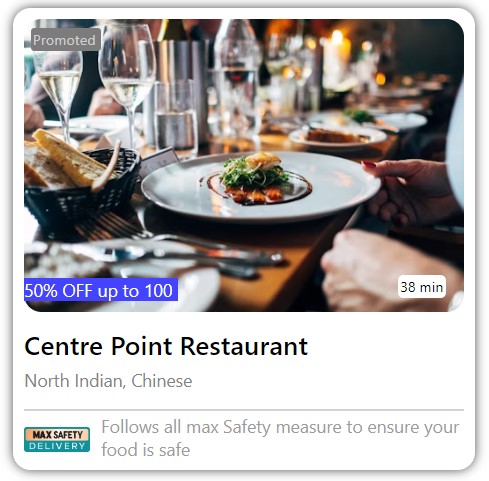 Promoted
50% OFF up to 100
38 min
Centre Point Restaurant
North Indian, Chinese
MAX SAFETY
DELIVERY
Follows all max Safety measure to ensure your
food is safe